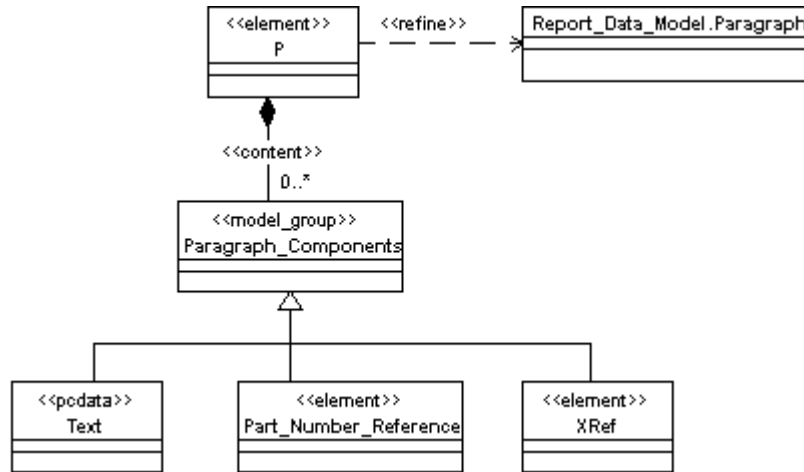 <<element>>
P
<<refine>>
Report_Data_Model.Paragraph
<<content>>
0..*
<<model_group>>
Paragraph_Components
<<pcdata>>
Text
<<element>>
Part_Number_Reference
<<element>>
XRef